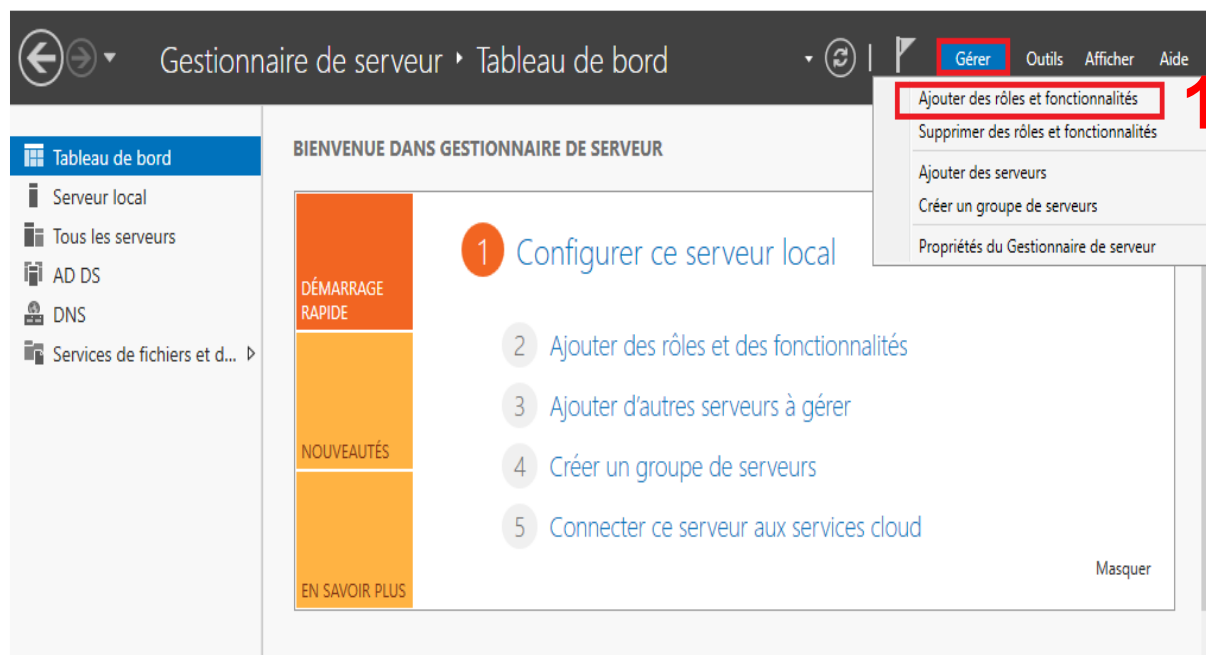 Gestionnaire de serveur ‣ Tableau de bord
Gérer Outils Afficher Aide
Ajouter des rôles et fonctionnalités
1
Supprimer des rôles et fonctionnalités
Ajouter des serveurs
Créer un groupe de serveurs
Propriétés du Gestionnaire de serveur
Tableau de bord
Serveur local
Tous les serveurs
AD DS
DNS
Services de fichiers et d...
BIENVENUE DANS GESTIONNAIRE DE SERVEUR
DÉMARRAGE
RAPIDE
NOUVEAUTÉS
EN SAVOIR PLUS
1 Configurer ce serveur local
2 Ajouter des rôles et des fonctionnalités
3 Ajouter d’autres serveurs à gérer
4 Créer un groupe de serveurs
5 Connecter ce serveur aux services cloud
Masquer